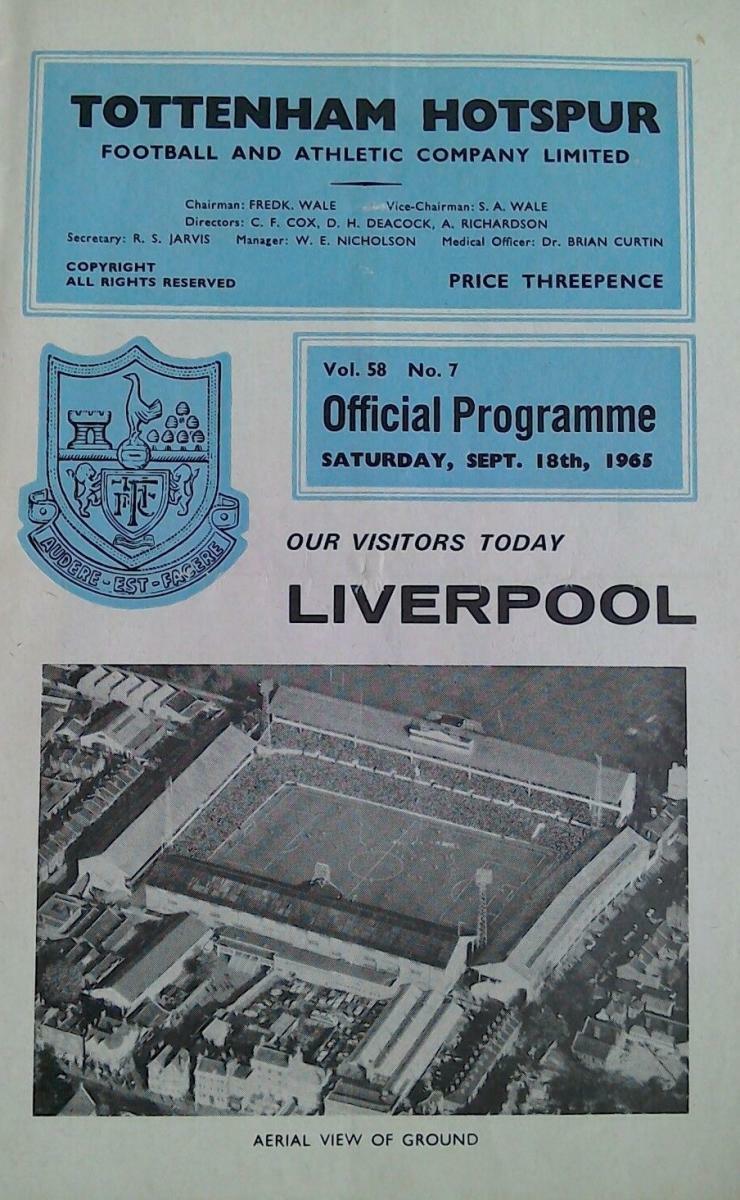 TOTTENHAM HOTSPUR
FOOTBALL AND ATHLETIC COMPANY LIMITED
Chairman: FREDK. WALE Vice-Chairman: S. A. WALE
Directors: C. F. COX, D. H. DEACOCK, A. RICHARDSON
Secretary: R. S. JARVIS Manager: W. E. NICHOLSON Medical Officer: Dr. BRIAN CURTIN
COPYRIGHT
ALL RIGHTS RESERVED
PRICE THREEPENCE
Vol. 58 No. 7
Official Programme
SATURDAY, SEPT. 18th, 1965
AUDERE - EST - FACERE
OUR VISITORS TODAY
LIVERPOOL
AERIAL VIEW OF GROUND